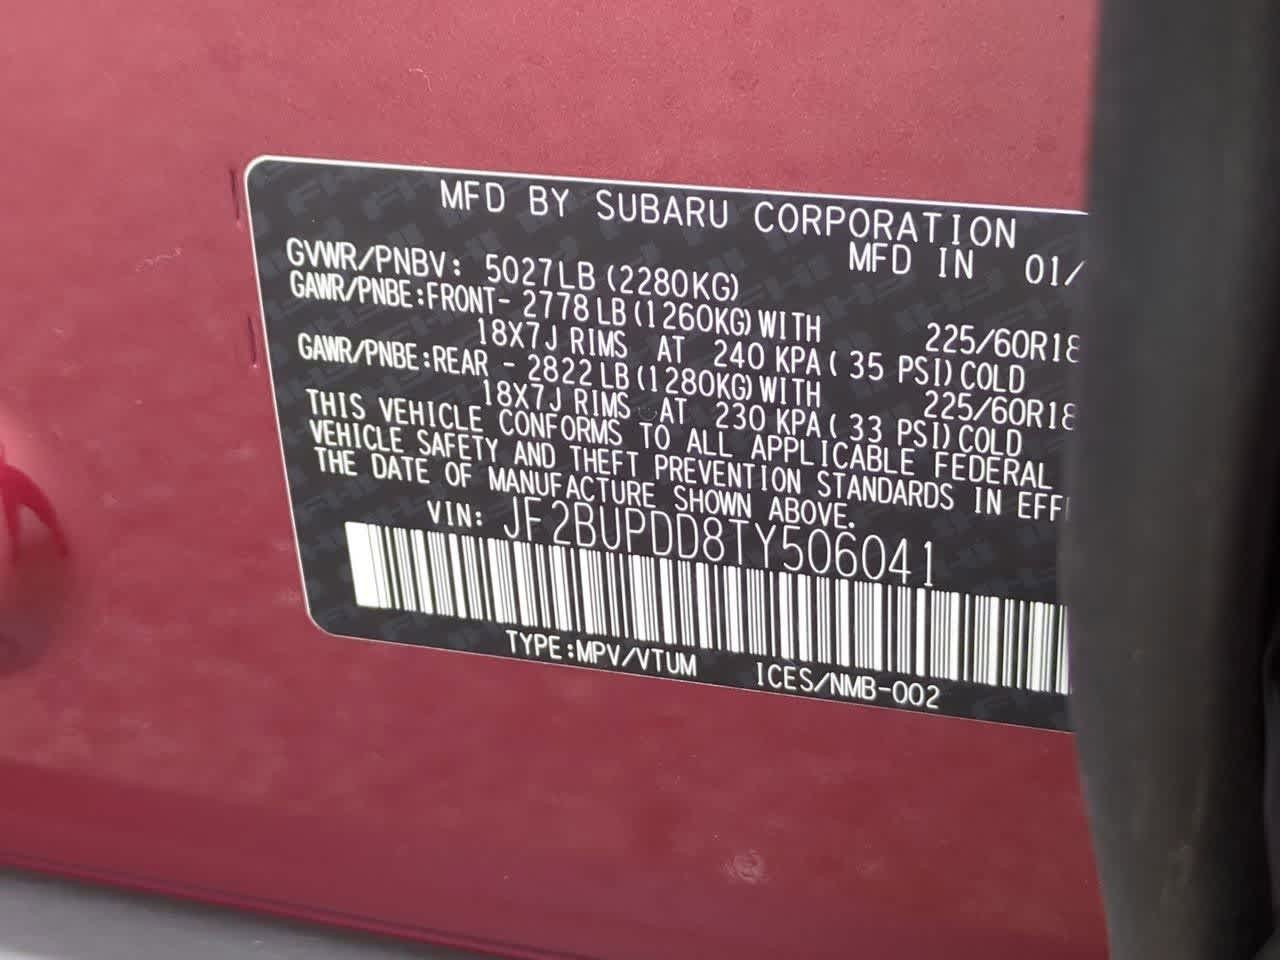 MFD BY SUBARU CORPORATION
MFD IN 01/
GVWR/PNBV: 5027LB (2280KG)
GAWR/PNBE:FRONT- 2778 LB (1260KG) WITH 225/60R18
18X7J RIMS AT 240 KPA ( 35 PSI) COLD
GAWR/PNBE:REAR - 2822 LB (1280KG) WITH 225/60R18
18X7J RIMS AT 230 KPA ( 33 PSI) COLD
THIS VEHICLE CONFORMS TO ALL APPLICABLE FEDERAL
VEHICLE SAFETY AND THEFT PREVENTION STANDARDS IN EFF
THE DATE OF MANUFACTURE SHOWN ABOVE.
VIN: JF2BUPDD8TY506041
TYPE:MPV/VTUM ICES/NMB-002